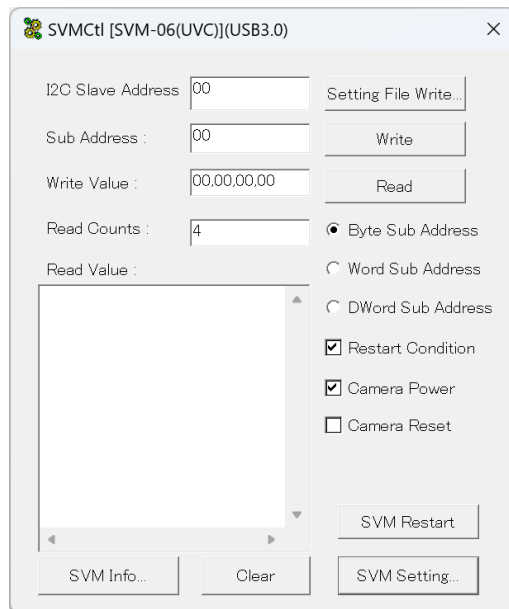 SVMCtl [SVM-06(UVC)](USB3.0)
I2C Slave Address 00 Setting File Write...
Sub Address : 00 Write
Write Value : 00,00,00,00 Read
Read Counts : 4 Byte Sub Address
Read Value : Word Sub Address
DWord Sub Address
Restart Condition
Camera Power
Camera Reset
SVM Restart
SVM Info... Clear SVM Setting...